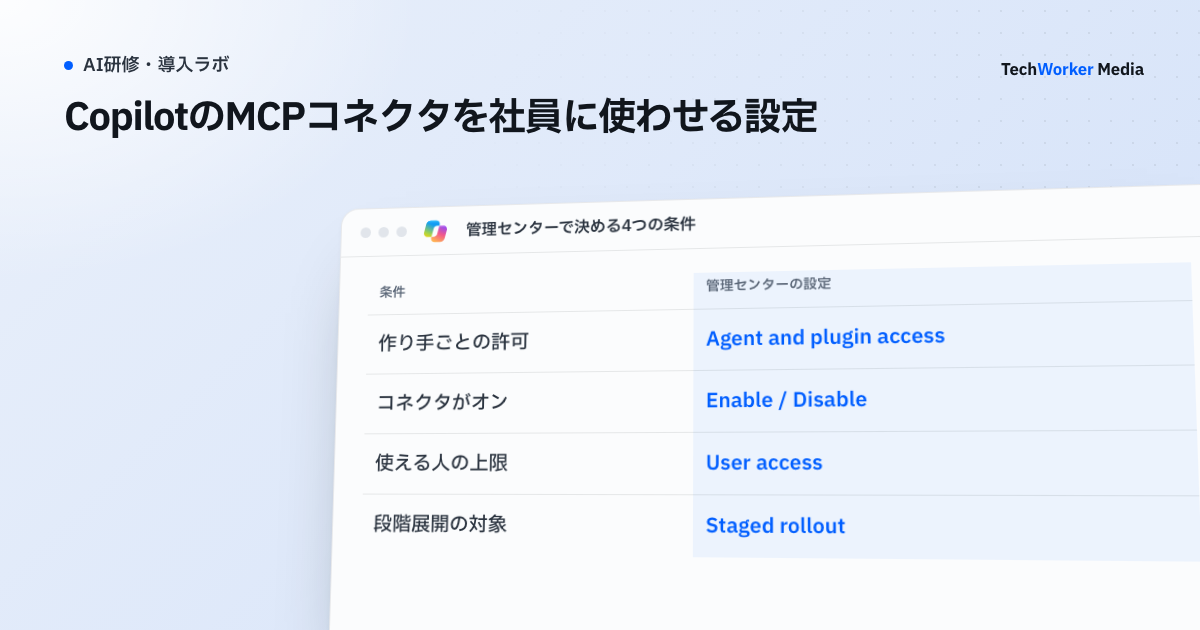 AI研修・導入ラボ
TechWorker Media
CopilotのMCPコネクタを社員に使わせる設定
管理センターで決める4つの条件
条件
管理センターの設定
作り手ごとの許可
Agent and plugin access
コネクタがオン
Enable / Disable
使える人の上限
User access
段階展開の対象
Staged rollout